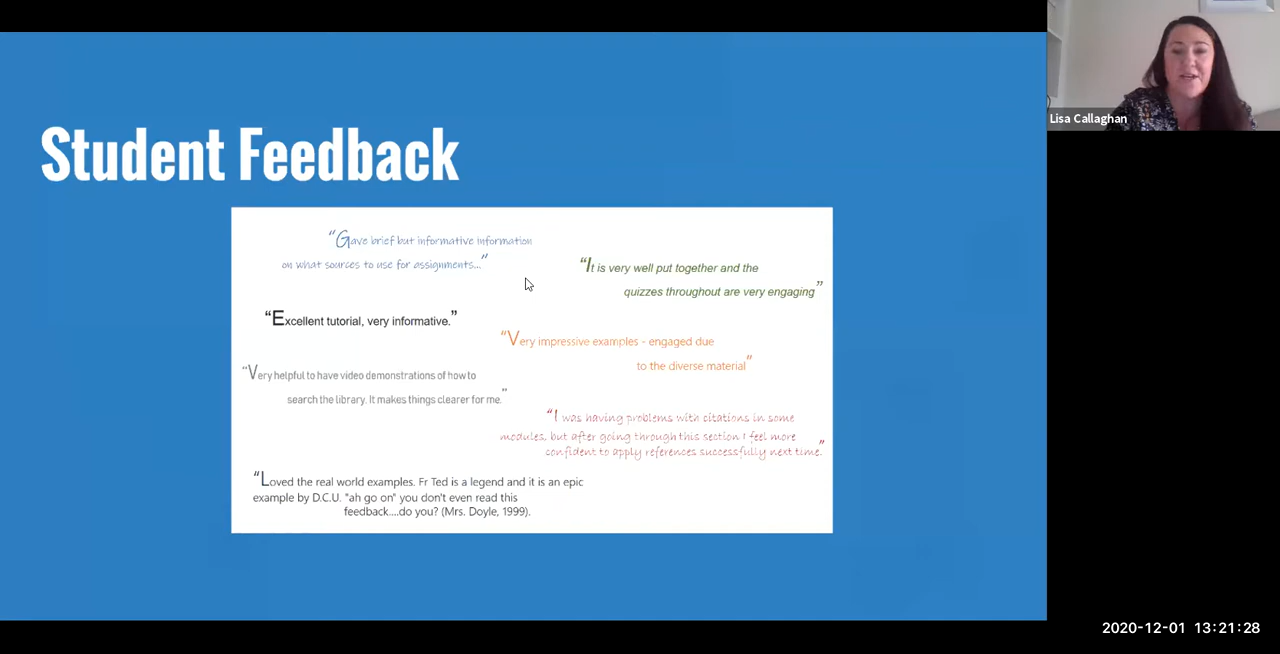 Student Feedback
“Gave brief but informative information
on what sources to use for assignments...”
“It is very well put together and the
quizzes throughout are very engaging”
“Excellent tutorial, very informative.”
“Very impressive examples - engaged due
to the diverse material”
“Very helpful to have video demonstrations of how to
search the library. It makes things clearer for me.”
“I was having problems with citations in some
modules, but after going through this section I feel more
confident to apply references successfully next time.”
“Loved the real world examples. Fr Ted is a legend and it is an epic
example by D.C.U. "ah go on" you don't even read this
feedback....do you? (Mrs. Doyle, 1999).
Lisa Callaghan
2020-12-01 13:21:28